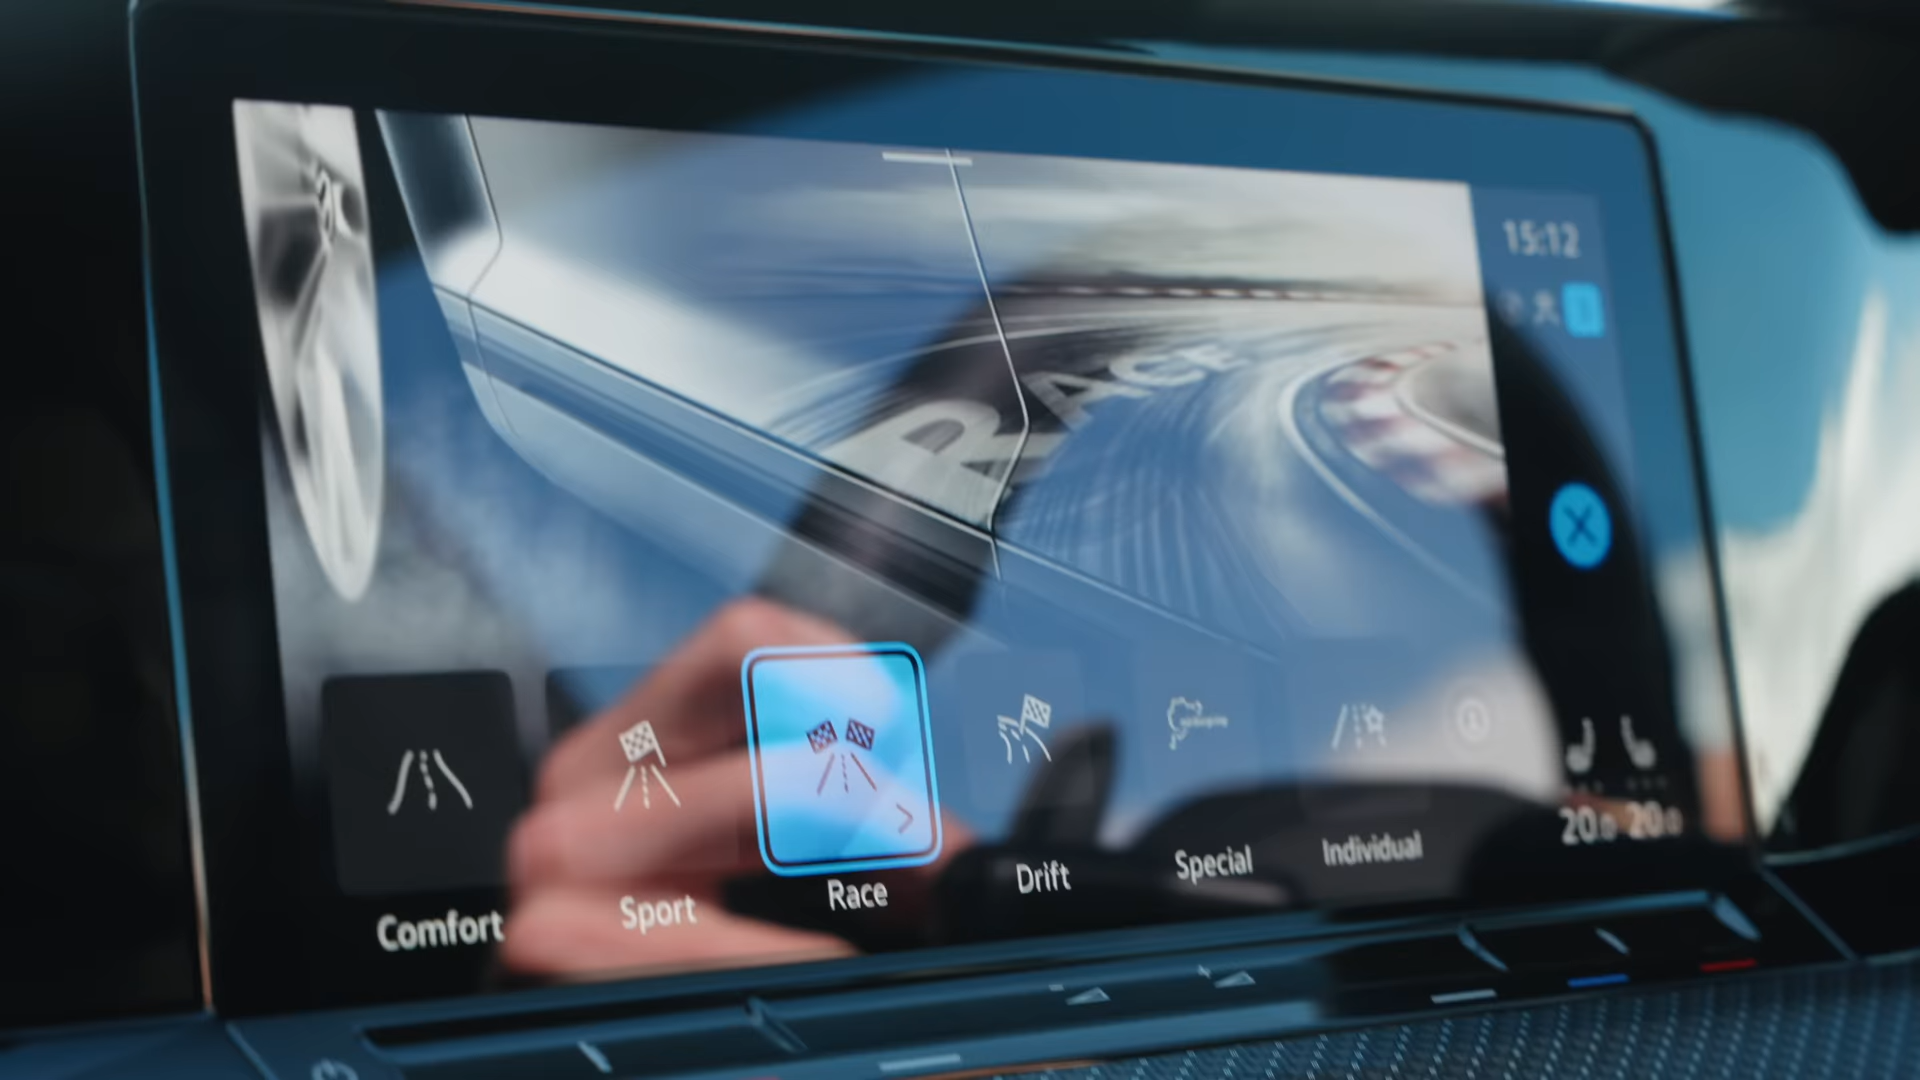 15:12
RACE
Comfort
Sport
Race
Drift
Special
Individual
20.0 20.0